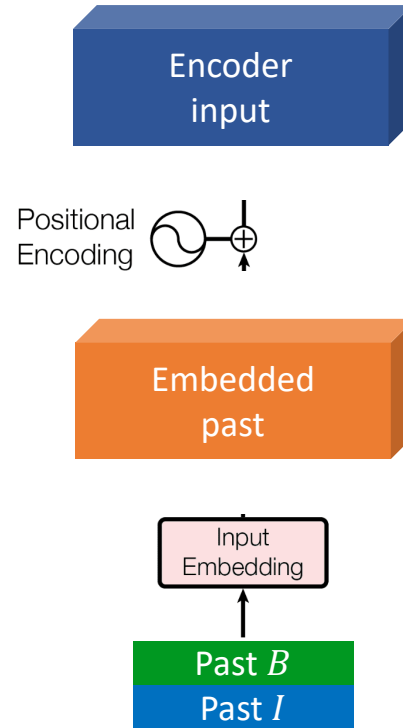 Encoder
input
Positional
Encoding
Embedded
past
Input
Embedding
Past B
Past I